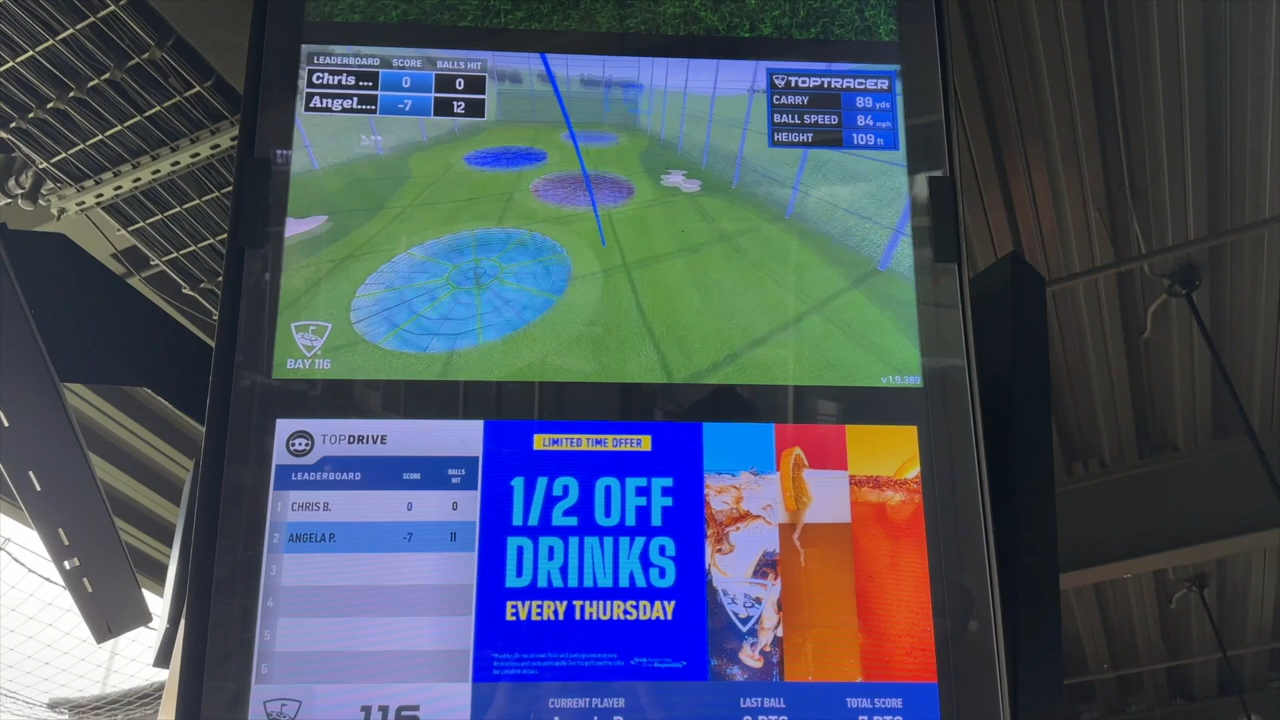 LEADERBOARD SCORE BALLS HIT
Chris ... 0 0
Angel.... -7 12
TOPTRACER
CARRY 89 yds
BALL SPEED 84 mph
HEIGHT 109 ft
BAY 116
v 1.9.389
TOPDRIVE
LEADERBOARD SCORE BALLS HIT
1 CHRIS B. 0 0
2 ANGELA P. -7 11
3
4
5
6
LIMITED TIME OFFER
1/2 OFF
DRINKS
EVERY THURSDAY
116
CURRENT PLAYER LAST BALL TOTAL SCORE